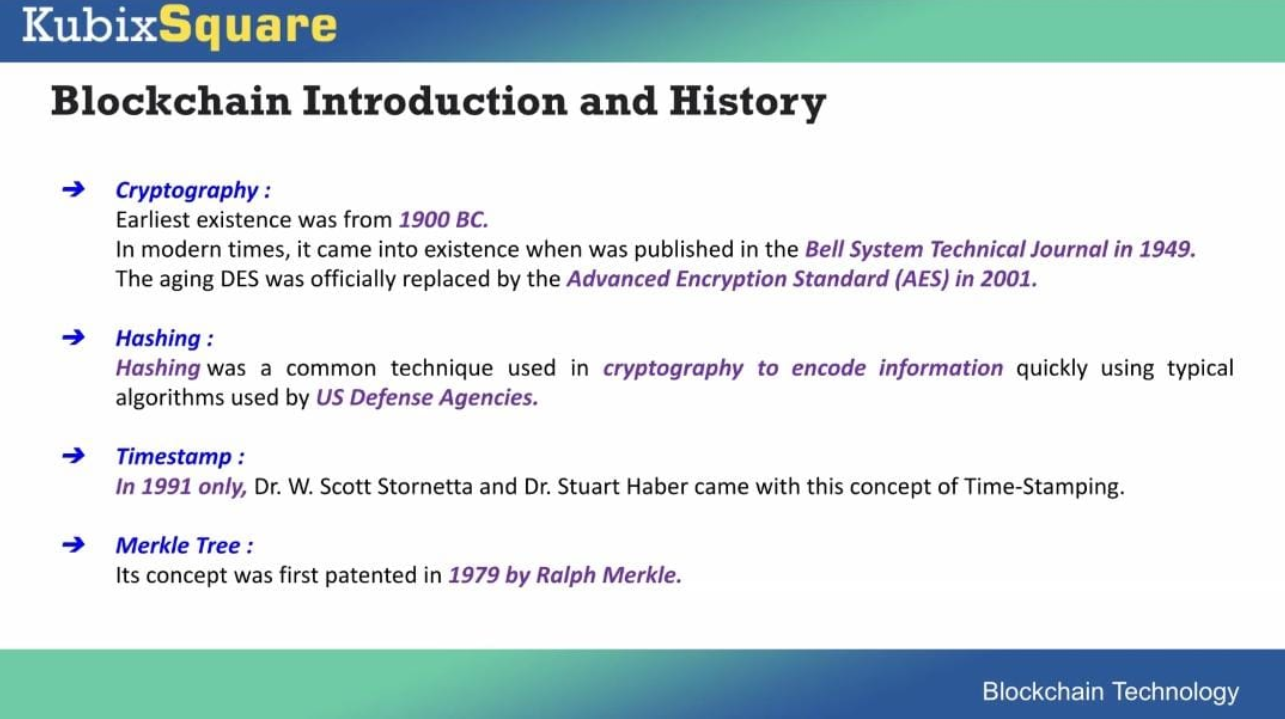 KubixSquare
Blockchain Introduction and History
➔ Cryptography :
Earliest existence was from 1900 BC.
In modern times, it came into existence when was published in the Bell System Technical Journal in 1949.
The aging DES was officially replaced by the Advanced Encryption Standard (AES) in 2001.
➔ Hashing :
Hashing was a common technique used in cryptography to encode information quickly using typical
algorithms used by US Defense Agencies.
➔ Timestamp :
In 1991 only, Dr. W. Scott Stornetta and Dr. Stuart Haber came with this concept of Time-Stamping.
➔ Merkle Tree :
Its concept was first patented in 1979 by Ralph Merkle.
Blockchain Technology